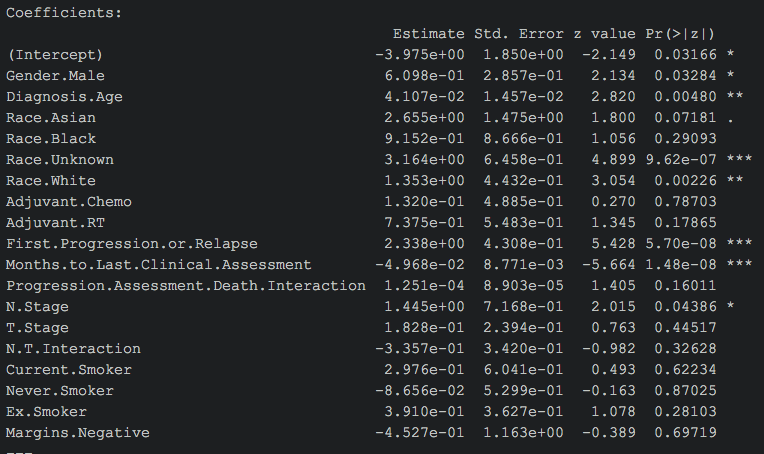 Coefficients:
Estimate Std. Error z value Pr(>|z|)
(Intercept) -3.975e+00 1.850e+00 -2.149 0.03166 *
Gender.Male 6.098e-01 2.857e-01 2.134 0.03284 *
Diagnosis.Age 4.107e-02 1.457e-02 2.820 0.00480 **
Race.Asian 2.655e+00 1.475e+00 1.800 0.07181 .
Race.Black 9.152e-01 8.666e-01 1.056 0.29093
Race.Unknown 3.164e+00 6.458e-01 4.899 9.62e-07 ***
Race.White 1.353e+00 4.432e-01 3.054 0.00226 **
Adjuvant.Chemo 1.320e-01 4.885e-01 0.270 0.78703
Adjuvant.RT 7.375e-01 5.483e-01 1.345 0.17865
First.Progression.or.Relapse 2.338e+00 4.308e-01 5.428 5.70e-08 ***
Months.to.Last.Clinical.Assessment -4.968e-02 8.771e-03 -5.664 1.48e-08 ***
Progression.Assessment.Death.Interaction 1.251e-04 8.903e-05 1.405 0.16011
N.Stage 1.445e+00 7.168e-01 2.015 0.04386 *
T.Stage 1.828e-01 2.394e-01 0.763 0.44517
N.T.Interaction -3.357e-01 3.420e-01 -0.982 0.32628
Current.Smoker 2.976e-01 6.041e-01 0.493 0.62234
Never.Smoker -8.656e-02 5.299e-01 -0.163 0.87025
Ex.Smoker 3.910e-01 3.627e-01 1.078 0.28103
Margins.Negative -4.527e-01 1.163e+00 -0.389 0.69719
---